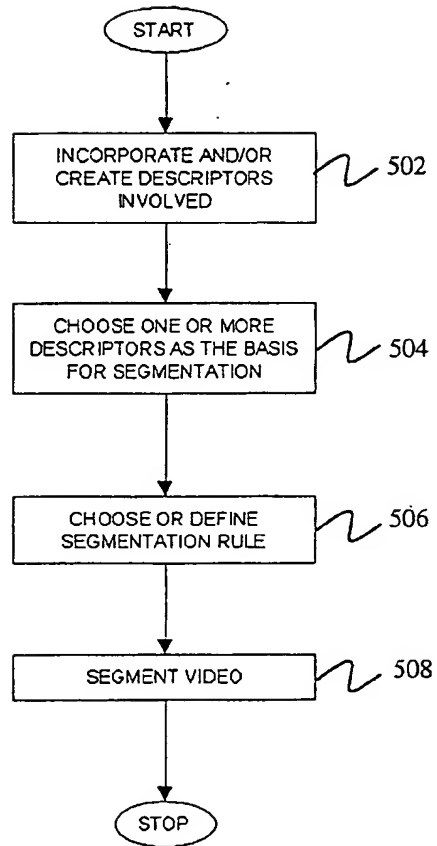 START
INCORPORATE AND/OR
CREATE DESCRIPTORS
INVOLVED
502
CHOOSE ONE OR MORE
DESCRIPTORS AS THE BASIS
FOR SEGMENTATION
504
CHOOSE OR DEFINE
SEGMENTATION RULE
506
SEGMENT VIDEO
508
STOP